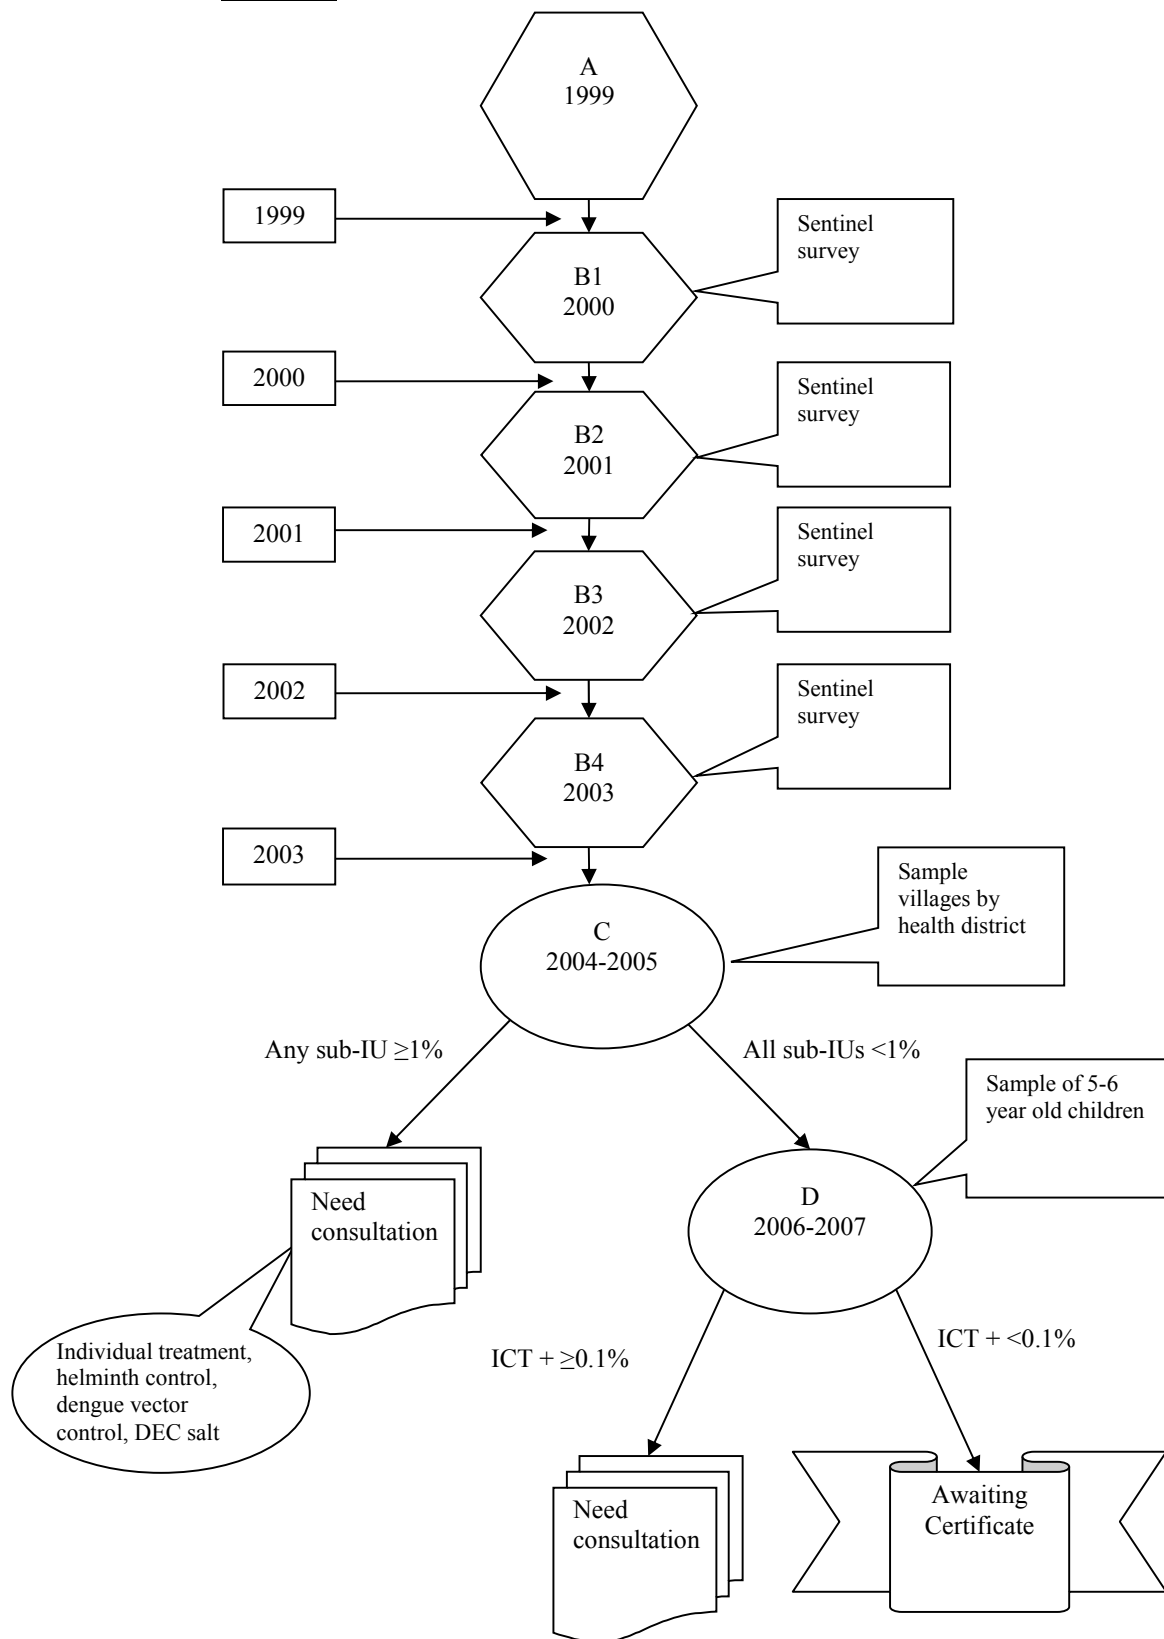 A
1999
1999
B1
2000
Sentinel
survey
2000
B2
2001
Sentinel
survey
2001
B3
2002
Sentinel
survey
2002
B4
2003
Sentinel
survey
2003
Sample
villages by
health district
C
2004-2005
Any sub-IU ≥1%
All sub-IUs <1%
Sample of 5-6
year old children
Need
consultation
D
2006-2007
Individual treatment,
helminth control,
dengue vector
control, DEC salt
ICT + ≥0.1%
ICT + <0.1%
Need
consultation
Awaiting
Certificate